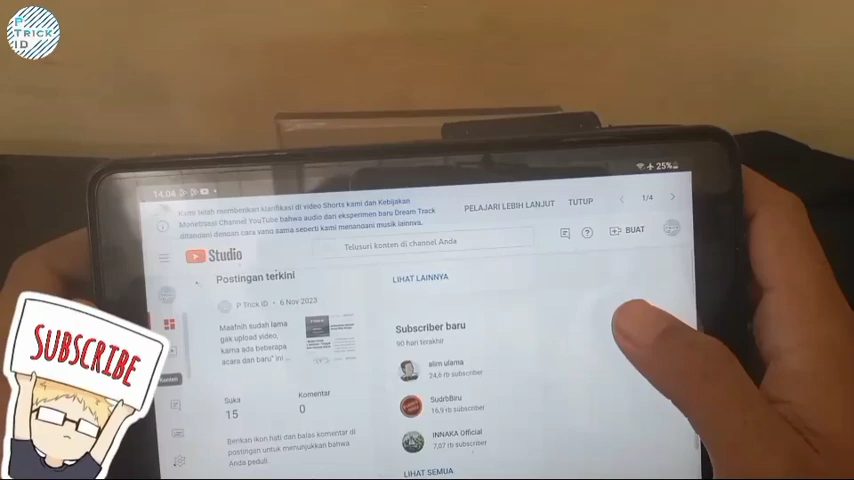 P
TRICK
ID
14.04
25%
Kami telah memberikan klarifikasi di video Shorts kami dan Kebijakan
Monetisasi Channel YouTube bahwa audio dari eksperimen baru Dream Track
ditangani dengan cara yang sama seperti kami menangani musik lainnya.
PELAJARI LEBIH LANJUT
TUTUP
1/4
Studio
Telusuri konten di channel Anda
BUAT
Postingan terkini
P Trick ID • 6 Nov 2023
Maafnih sudah lama
gak upload video,
karna ada beberapa
acara dan baru" ini ...
Suka
15
Komentar
0
Berikan ikon hati dan balas komentar di
postingan untuk menunjukkan bahwa
Anda peduli
LIHAT LAINNYA
Subscriber baru
90 hari terakhir
alim ulama
24,6 rb subscriber
SudrbBiru
16,9 rb subscriber
INNAKA Official
7,07 rb subscriber
LIHAT SEMUA
Konten
SUBSCRIBE